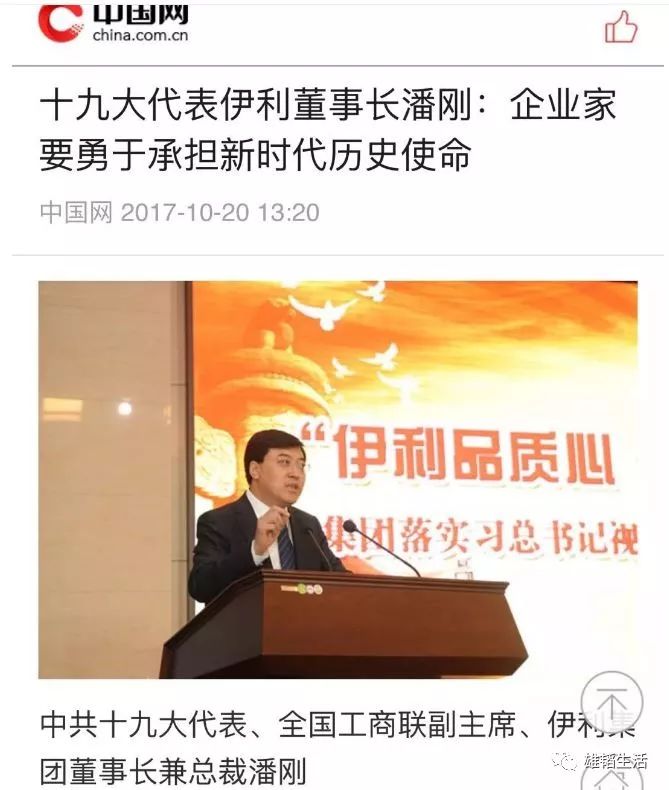 中国网
china.com.cn
十九大代表伊利董事长潘刚：企业家
要勇于承担新时代历史使命
中国网 2017-10-20 13:20
“伊利品质心
集团落实习总书记视
中共十九大代表、全国工商联副主席、伊利集
团董事长兼总裁潘刚
雄韬生活